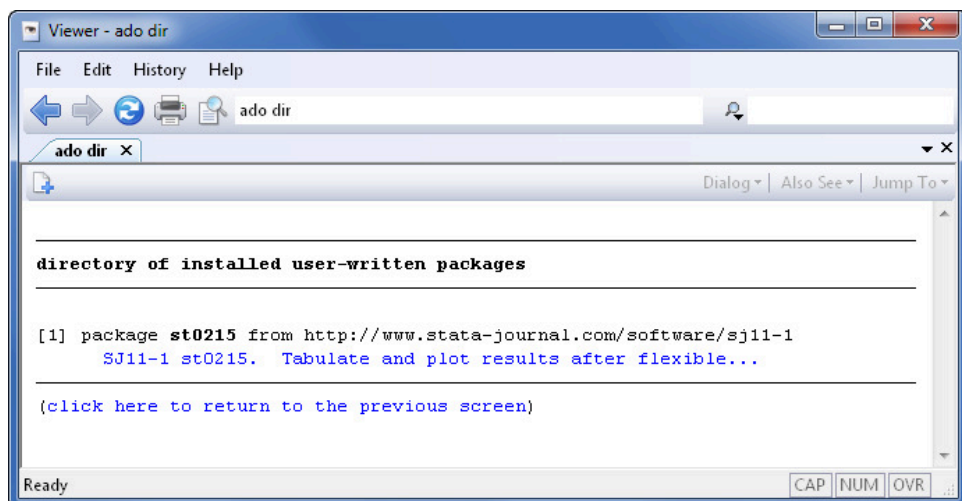 Viewer - ado dir
File Edit History Help
ado dir
ado dir
Dialog Also See Jump To
directory of installed user-written packages
[1] package st0215 from http://www.stata-journal.com/software/sj11-1
SJ11-1 st0215. Tabulate and plot results after flexible...
(click here to return to the previous screen)
Ready
CAP NUM OVR